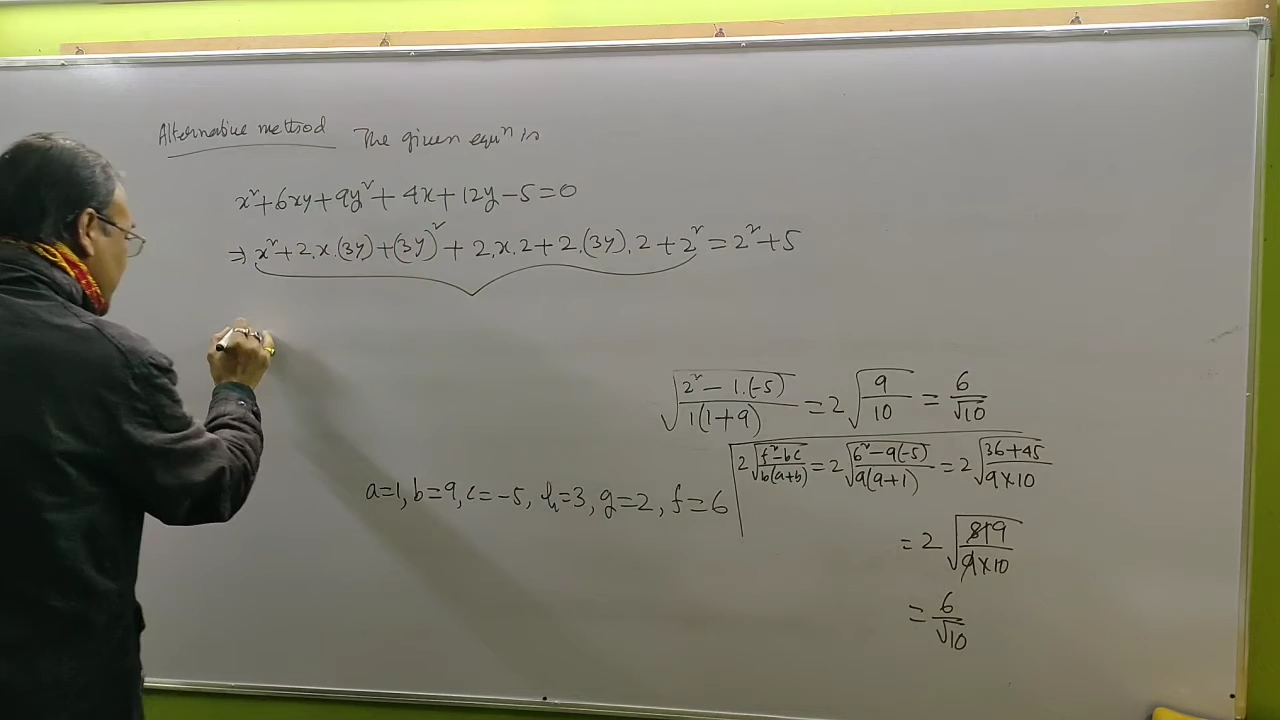 Alternative method The given equⁿ is
x²+6xy+9y²+4x+12y-5=0
⇒ x²+2.x.(3y)+(3y)²+2.x.2+2.(3y).2+2²=2²+5
√(2²-1.(-5)/1(1+9)) = 2√(9/10) = 6/√10
2√(f²-bc/b(a+b)) = 2√(6²-9(-5)/9(9+1)) = 2√(36+45/9×10)
a=1, b=9, c=-5, h=3, g=2, f=6
= 2√(819/9×10)
= 6/√10